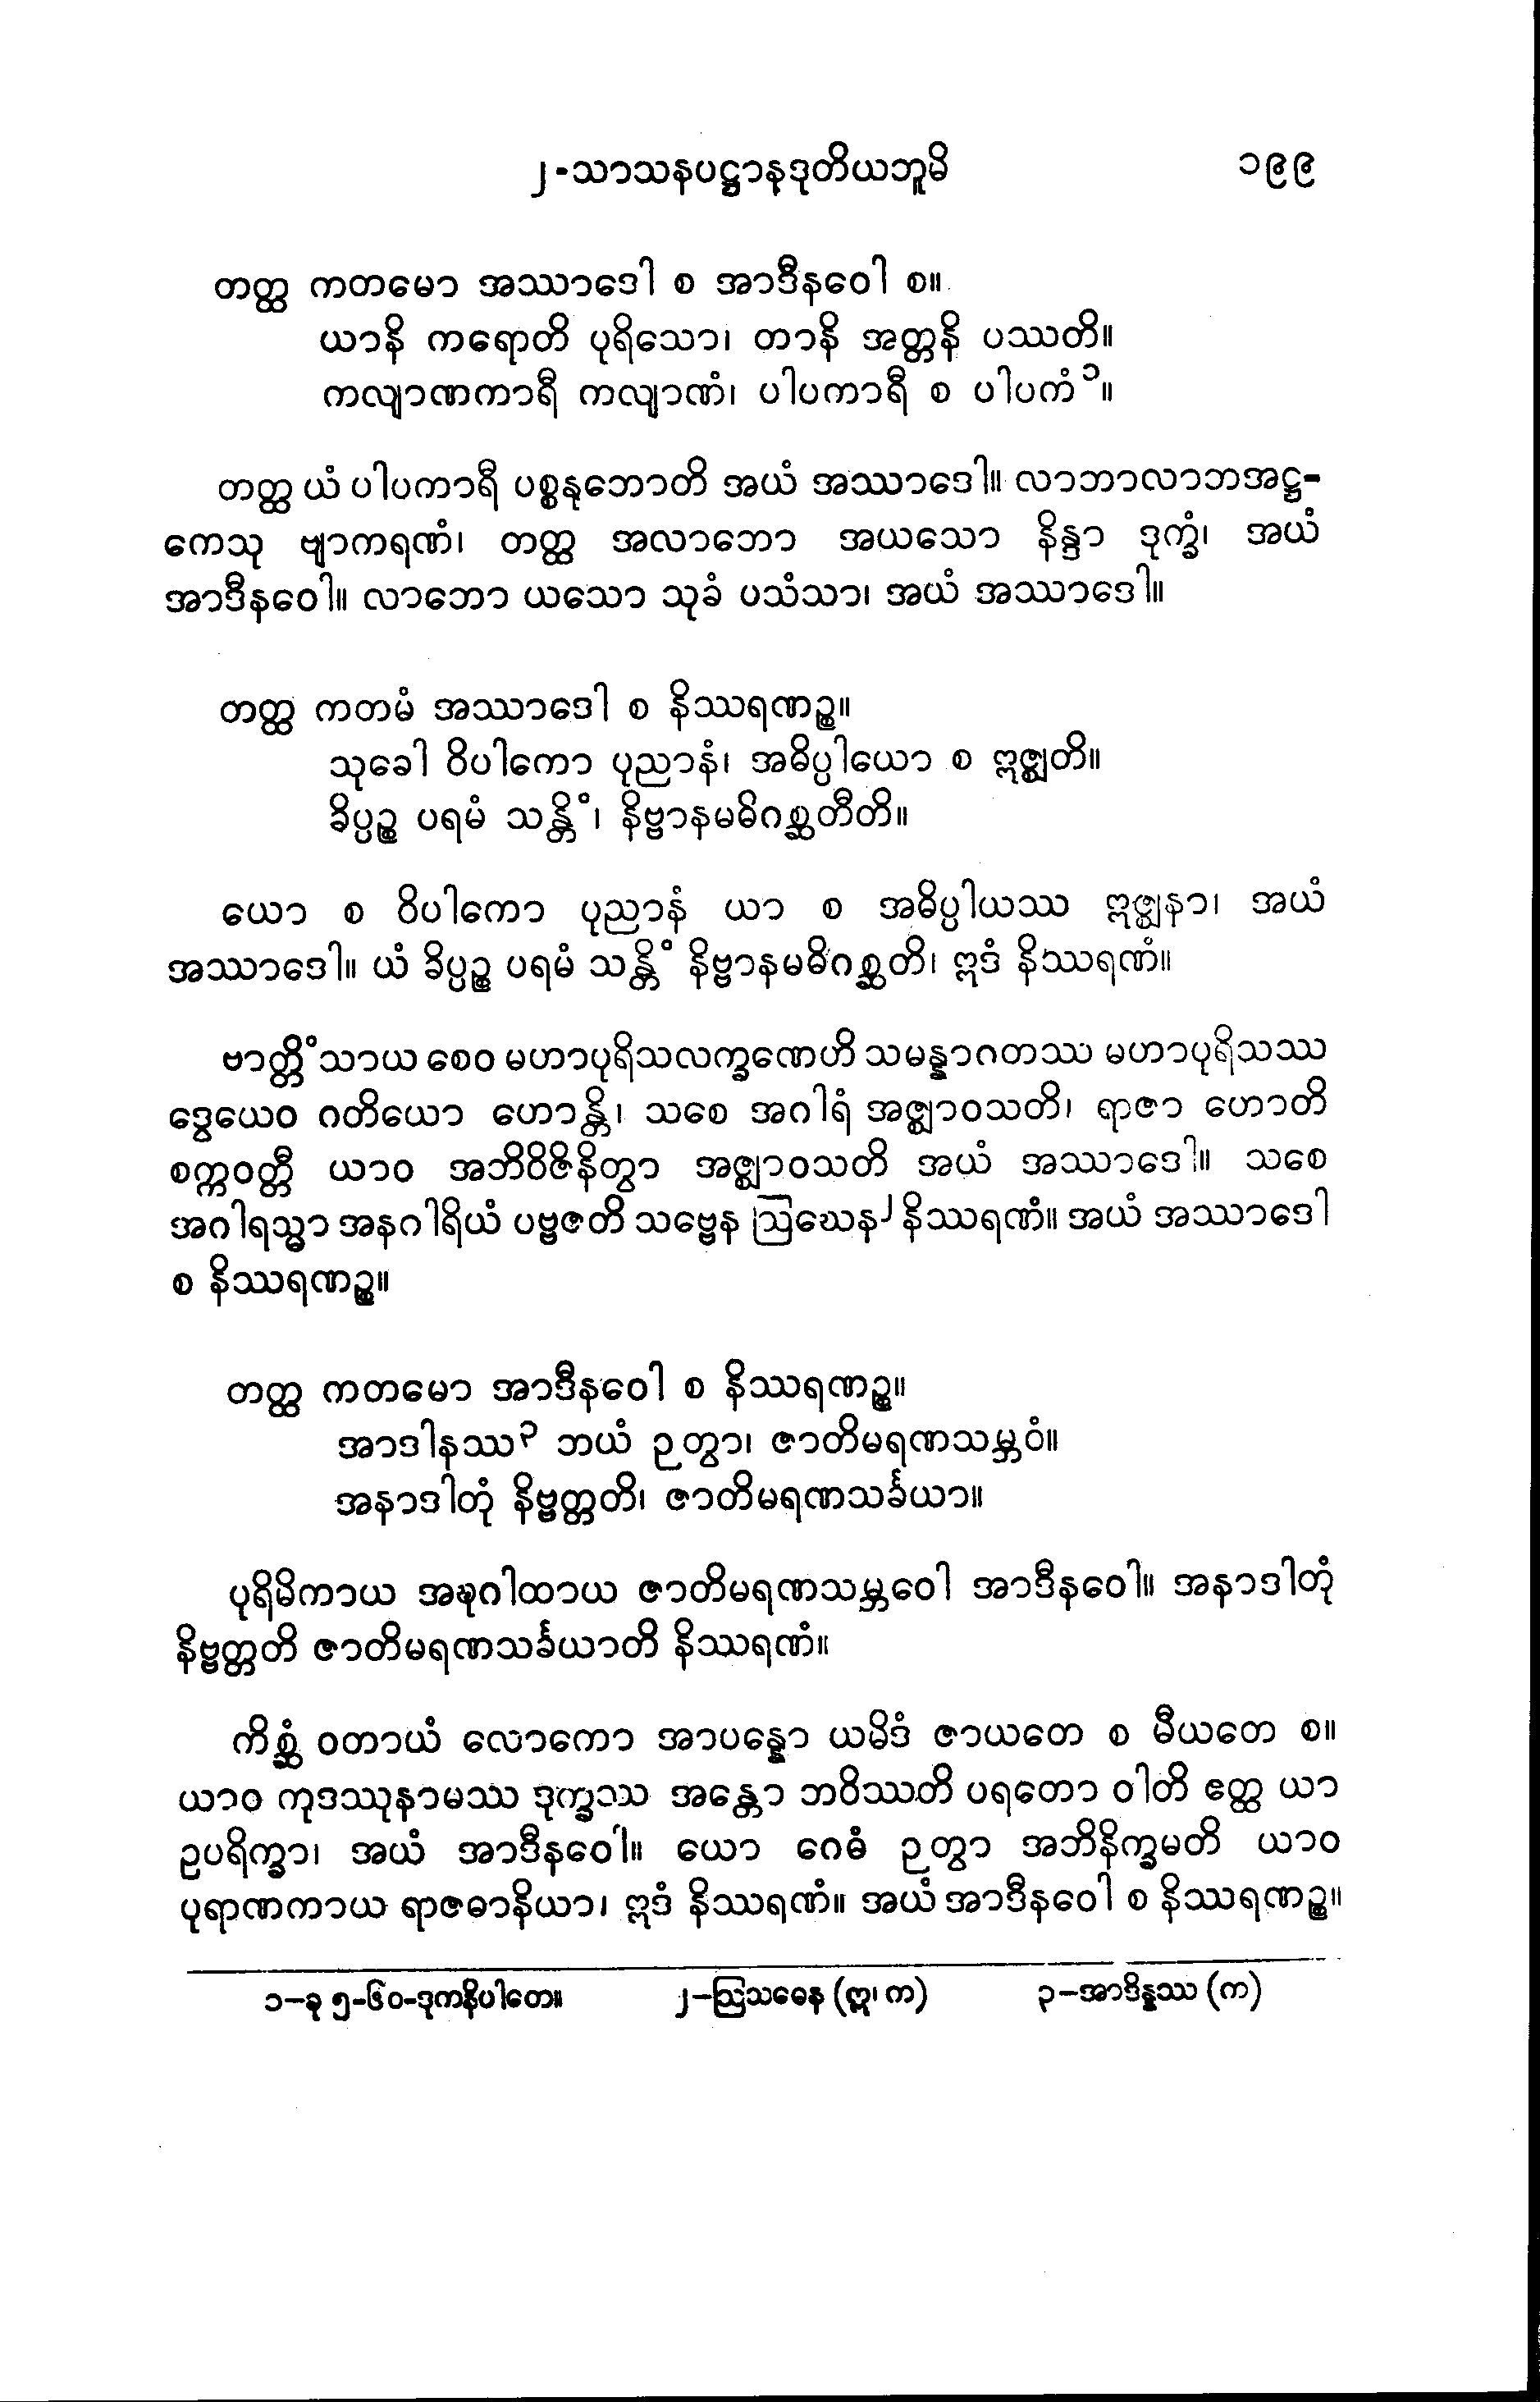 ၂-သာသနပဋ္ဌာနဒုတိယဘူမိ ၁၉၉
တတ္ထ ကတမော အဿာဒေါ စ အာဒီနဝေါ စ။
ယာနိ ကရောတိ ပုရိသော၊ တာနိ အတ္တနိ ပဿတိ။
ကလျာဏကာရီ ကလျာဏံ၊ ပါပကာရီ စ ပါပကံ၁။
တတ္ထ ယံ ပါပကာရီ ပစ္စနုဘောတိ အယံ အဿာဒေါ။ လာဘာလာဘအဋ္ဌ-
ကေသု ဗျာကရဏံ၊ တတ္ထ အလာဘော အယသော နိန္ဒာ ဒုက္ခံ၊ အယံ
အာဒီနဝေါ။ လာဘော ယသော သုခံ ပသံသာ၊ အယံ အဿာဒေါ။
တတ္ထ ကတမံ အဿာဒေါ စ နိဿရဏဉ္စ။
သုခေါ ဝိပါကော ပုညာနံ၊ အဓိပ္ပါယော စ ဣဇ္ဈတိ။
ခိပ္ပဉ္စ ပရမံ သန္တိံ၊ နိဗ္ဗာနမဓိဂစ္ဆတီတိ။
ယော စ ဝိပါကော ပုညာနံ ယာ စ အဓိပ္ပါယဿ ဣဇ္ဈနာ၊ အယံ
အဿာဒေါ။ ယံ ခိပ္ပဉ္စ ပရမံ သန္တိံ နိဗ္ဗာနမဓိဂစ္ဆတိ၊ ဣဒံ နိဿရဏံ။
ဗာတ္တိံသာယ စေဝ မဟာပုရိသလက္ခဏေဟိ သမန္နာဂတဿ မဟာပုရိသဿ
ဒွေယေဝ ဂတိယော ဟောန္တိ၊ သစေ အဂါရံ အဇ္ဈာဝသတိ၊ ရာဇာ ဟောတိ
စက္ကဝတ္တီ ယာဝ အဘိဝိဇိနိတွာ အဇ္ဈာဝသတိ အယံ အဿာဒေါ။ သစေ
အဂါရသ္မာ အနဂါရိယံ ပဗ္ဗဇတိ သဗ္ဗေန ဩဃေန၂ နိဿရဏံ။ အယံ အဿာဒေါ
စ နိဿရဏဉ္စ။
တတ္ထ ကတမော အာဒီနဝေါ စ နိဿရဏဉ္စ။
အာဒါနဿ၃ ဘယံ ဉတွာ၊ ဇာတိမရဏသမ္ဘဝံ။
အနာဒါတုံ နိဗ္ဗတ္တတိ၊ ဇာတိမရဏသင်္ခယာ။
ပုရိမိကာယ အဍ္ဎဂါထာယ ဇာတိမရဏသမ္ဘဝေါ အာဒီနဝေါ။ အနာဒါတုံ
နိဗ္ဗတ္တတိ ဇာတိမရဏသင်္ခယာတိ နိဿရဏံ။
ကိစ္ဆံ ဝတာယံ လောကော အာပန္နော ယမိဒံ ဇာယတေ စ မီယတေ စ။
ယာဝ ကုဒဿုနာမဿ ဒုက္ခဿ အန္တော ဘဝိဿတိ ပရတော ဝါတိ ဧတ္ထ ယာ
ဥပရိက္ခာ၊ အယံ အာဒီနဝေါ။ ယော ဂေဓံ ဉတွာ အဘိနိက္ခမတိ ယာဝ
ပုရာဏကာယ ရာဇဓာနိယာ၊ ဣဒံ နိဿရဏံ။ အယံ အာဒီနဝေါ စ နိဿရဏဉ္စ။
၁–ခု ၅-၆၀-ဒုကနိပါတေ။ ၂–ဩသဓေန (ဣ၊ က) ၃–အာဒိန္နဿ (က)